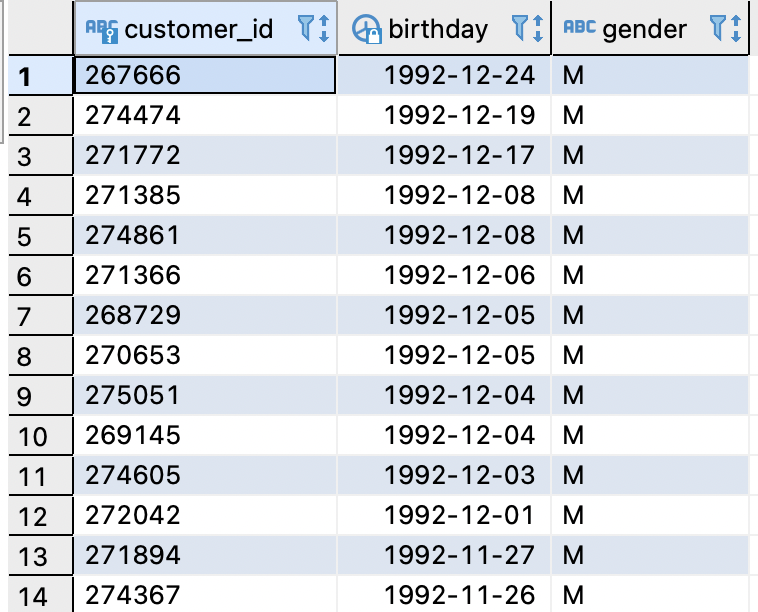 ABC customer_id birthday ABC gender
1 267666 1992-12-24 M
2 274474 1992-12-19 M
3 271772 1992-12-17 M
4 271385 1992-12-08 M
5 274861 1992-12-08 M
6 271366 1992-12-06 M
7 268729 1992-12-05 M
8 270653 1992-12-05 M
9 275051 1992-12-04 M
10 269145 1992-12-04 M
11 274605 1992-12-03 M
12 272042 1992-12-01 M
13 271894 1992-11-27 M
14 274367 1992-11-26 M